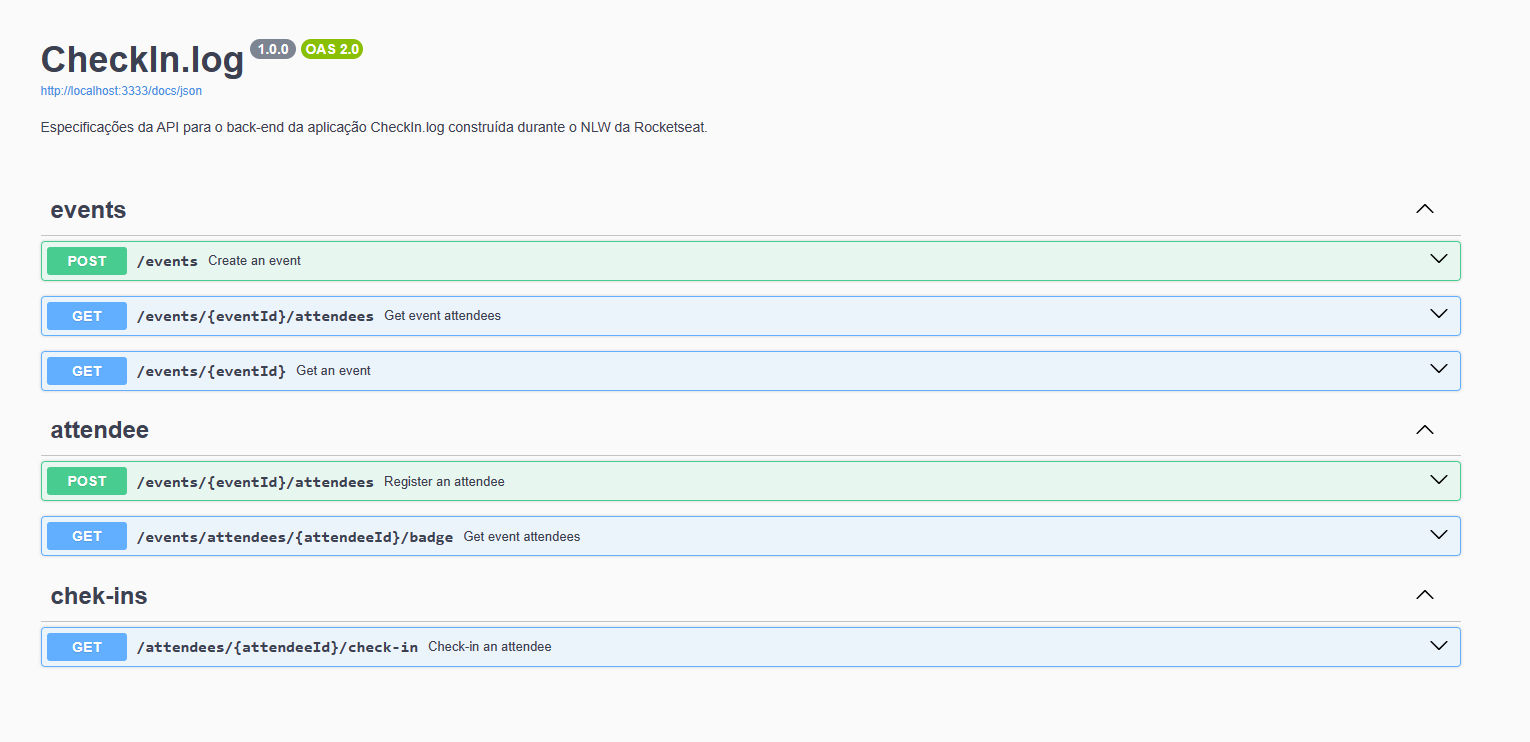 CheckIn.log 1.0.0 OAS 2.0
http://localhost:3333/docs/json
Especificações da API para o back-end da aplicação CheckIn.log construída durante o NLW da Rocketseat.
events
POST /events Create an event
GET /events/{eventId}/attendees Get event attendees
GET /events/{eventId} Get an event
attendee
POST /events/{eventId}/attendees Register an attendee
GET /events/attendees/{attendeeId}/badge Get event attendees
chek-ins
GET /attendees/{attendeeId}/check-in Check-in an attendee